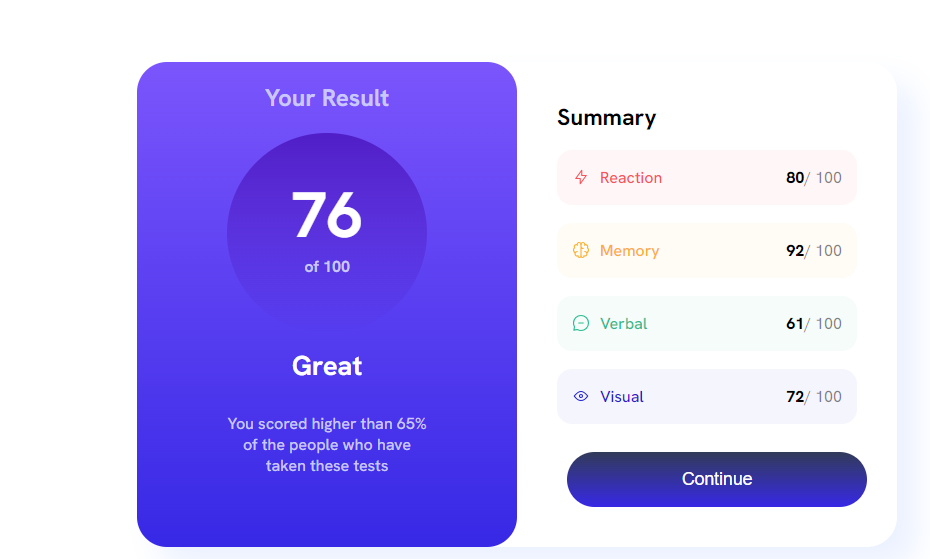 Your Result
76
of 100
Great
You scored higher than 65%
of the people who have
taken these tests
Summary
Reaction 80/ 100
Memory 92/ 100
Verbal 61/ 100
Visual 72/ 100
Continue